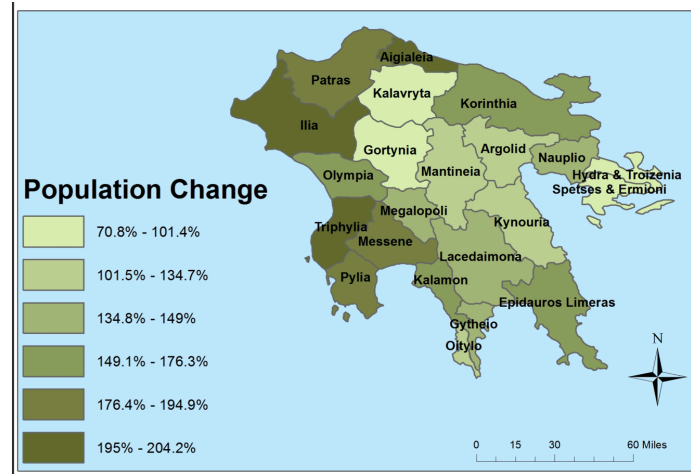 Aigialeia
Patras
Kalavryta
Korinthia
Ilia
Gortynia
Argolid
Nauplio
Mantineia
Hydra & Troizenia
Spetses & Ermioni
Olympia
Megalopoli
Kynouria
Triphylia
Messene
Lacedaimona
Pylia
Kalamon
Epidauros Limeras
Gytheio
Oitylo
Population Change
70.8% - 101.4%
101.5% - 134.7%
134.8% - 149%
149.1% - 176.3%
176.4% - 194.9%
195% - 204.2%
N
0 15 30 60 Miles